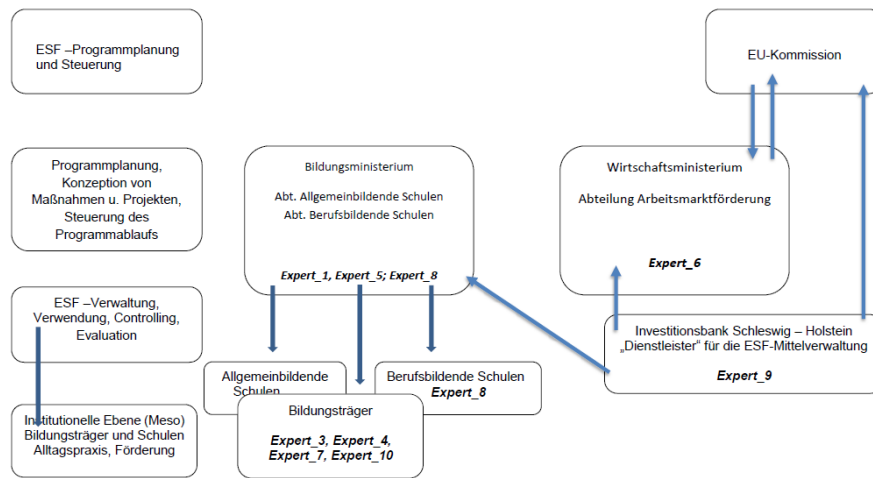 ESF –Programmplanung
und Steuerung
EU-Kommission
Programmplanung,
Konzeption von
Maßnahmen u. Projekten,
Steuerung des
Programmablaufs
Bildungsministerium
Abt. Allgemeinbildende Schulen
Abt. Berufsbildende Schulen
Expert_1, Expert_5; Expert_8
Wirtschaftsministerium
Abteilung Arbeitsmarktförderung
Expert_6
ESF –Verwaltung,
Verwendung, Controlling,
Evaluation
Investitionsbank Schleswig – Holstein
„Dienstleister“ für die ESF-Mittelverwaltung
Expert_9
Allgemeinbildende
Schulen
Berufsbildende Schulen
Expert_8
Institutionelle Ebene (Meso)
Bildungsträger und Schulen
Alltagspraxis, Förderung
Bildungsträger
Expert_3, Expert_4,
Expert_7, Expert_10